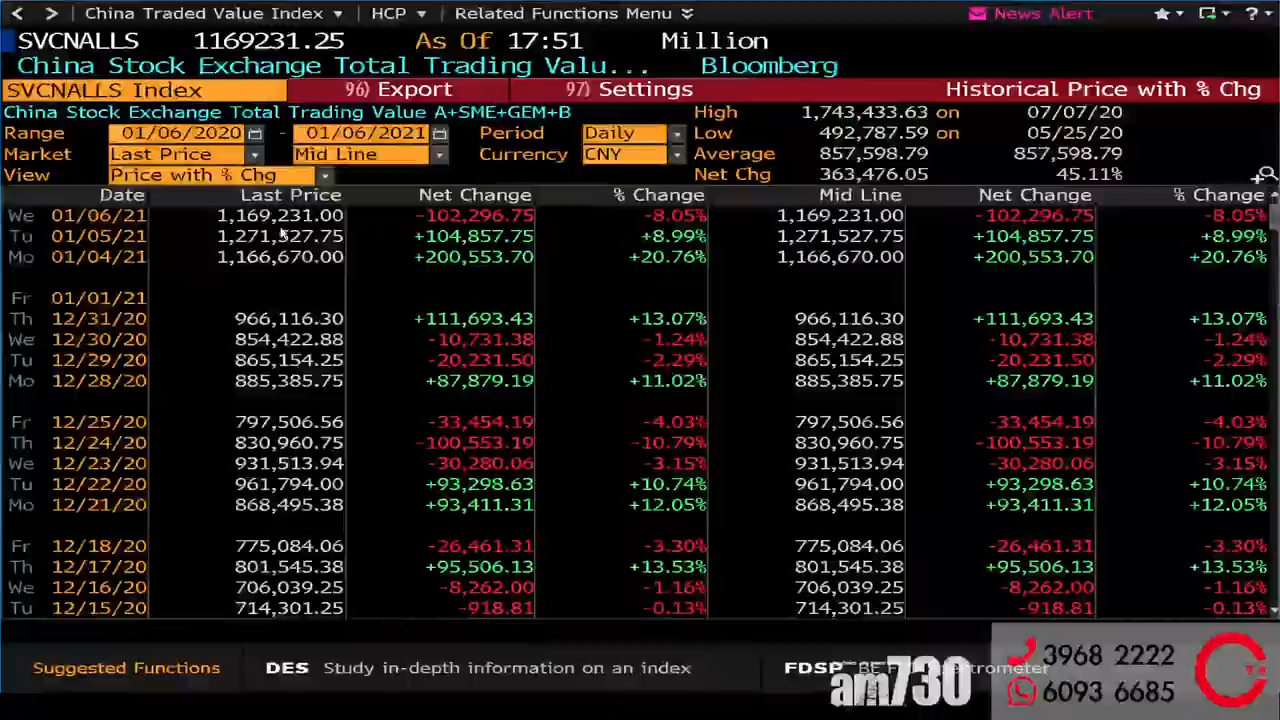 China Traded Value Index HCP Related Functions Menu News Alert ?
SVCNALLS 1169231.25 As Of 17:51 Million
China Stock Exchange Total Trading Valu... Bloomberg
SVCNALLS Index 96) Export 97) Settings Historical Price with % Chg
China Stock Exchange Total Trading Value A+SME+GEM+B High 1,743,433.63 on 07/07/20
Range 01/06/2020 - 01/06/2021 Period Daily Low 492,787.59 on 05/25/20
Market Last Price Mid Line Currency CNY Average 857,598.79 857,598.79
View Price with % Chg Net Chg 363,476.05 45.11%
Date Last Price Net Change % Change Mid Line Net Change % Change
We 01/06/21 1,169,231.00 -102,296.75 -8.05% 1,169,231.00 -102,296.75 -8.05%
Tu 01/05/21 1,271,527.75 +104,857.75 +8.99% 1,271,527.75 +104,857.75 +8.99%
Mo 01/04/21 1,166,670.00 +200,553.70 +20.76% 1,166,670.00 +200,553.70 +20.76%
Fr 01/01/21
Th 12/31/20 966,116.30 +111,693.43 +13.07% 966,116.30 +111,693.43 +13.07%
We 12/30/20 854,422.88 -10,731.38 -1.24% 854,422.88 -10,731.38 -1.24%
Tu 12/29/20 865,154.25 -20,231.50 -2.29% 865,154.25 -20,231.50 -2.29%
Mo 12/28/20 885,385.75 +87,879.19 +11.02% 885,385.75 +87,879.19 +11.02%
Fr 12/25/20 797,506.56 -33,454.19 -4.03% 797,506.56 -33,454.19 -4.03%
Th 12/24/20 830,960.75 -100,553.19 -10.79% 830,960.75 -100,553.19 -10.79%
We 12/23/20 931,513.94 -30,280.06 -3.15% 931,513.94 -30,280.06 -3.15%
Tu 12/22/20 961,794.00 +93,298.63 +10.74% 961,794.00 +93,298.63 +10.74%
Mo 12/21/20 868,495.38 +93,411.31 +12.05% 868,495.38 +93,411.31 +12.05%
Fr 12/18/20 775,084.06 -26,461.31 -3.30% 775,084.06 -26,461.31 -3.30%
Th 12/17/20 801,545.38 +95,506.13 +13.53% 801,545.38 +95,506.13 +13.53%
We 12/16/20 706,039.25 -8,262.00 -1.16% 706,039.25 -8,262.00 -1.16%
Tu 12/15/20 714,301.25 -918.81 -0.13% 714,301.25 -918.81 -0.13%
Suggested Functions DES Study in-depth information on an index FDSP
am730
3968 2222
6093 6685